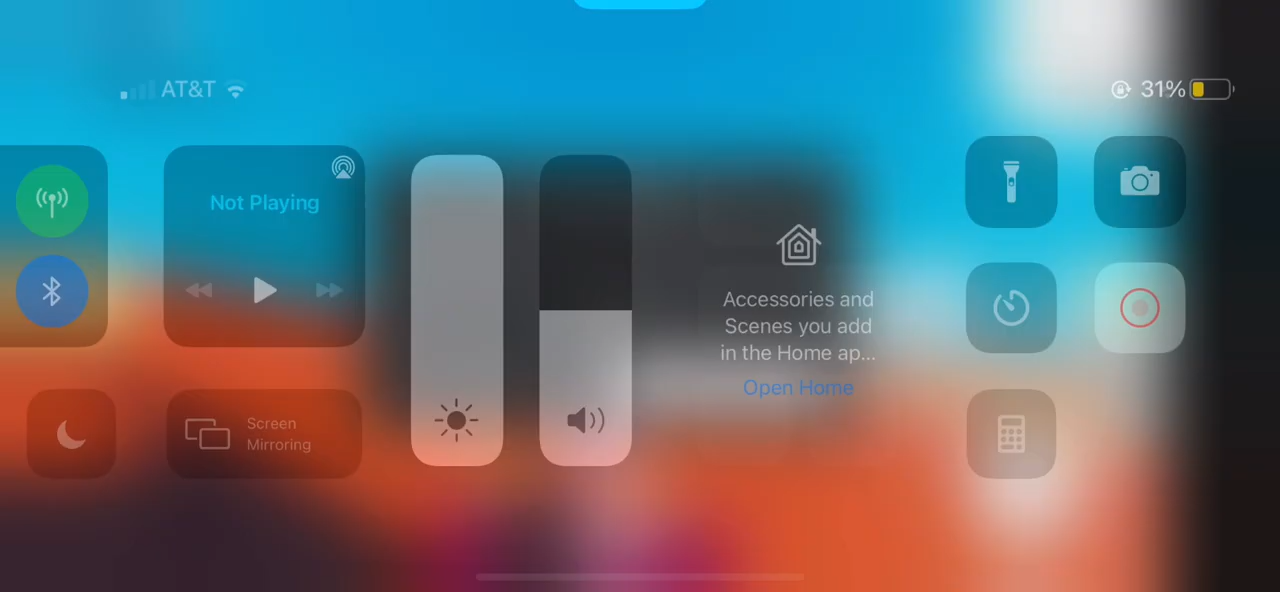 AT&T
31%
Not Playing
Accessories and
Scenes you add
in the Home ap...
Open Home
Screen
Mirroring